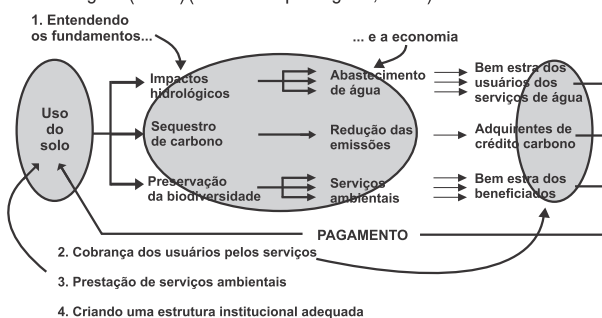 1. Entendendo
os fundamentos...
... e a economia
Uso
do
solo
Impactos
hidrológicos
Abastecimento
de água
Bem estra dos
usuários dos
serviços de água
Sequestro
de carbono
Redução das
emissões
Adquirentes de
crédito carbono
Preservação
da biodiversidade
Serviços
ambientais
Bem estra dos
beneficiados
PAGAMENTO
2. Cobrança dos usuários pelos serviços
3. Prestação de serviços ambientais
4. Criando uma estrutura institucional adequada